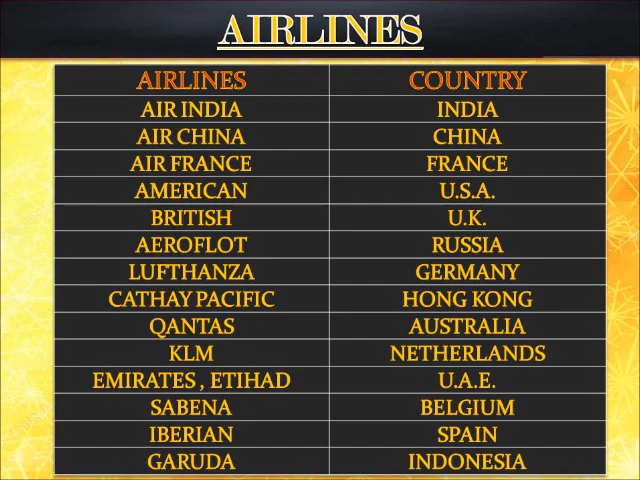 AIRLINES
AIRLINES COUNTRY
AIR INDIA INDIA
AIR CHINA CHINA
AIR FRANCE FRANCE
AMERICAN U.S.A.
BRITISH U.K.
AEROFLOT RUSSIA
LUFTHANZA GERMANY
CATHAY PACIFIC HONG KONG
QANTAS AUSTRALIA
KLM NETHERLANDS
EMIRATES , ETIHAD U.A.E.
SABENA BELGIUM
IBERIAN SPAIN
GARUDA INDONESIA